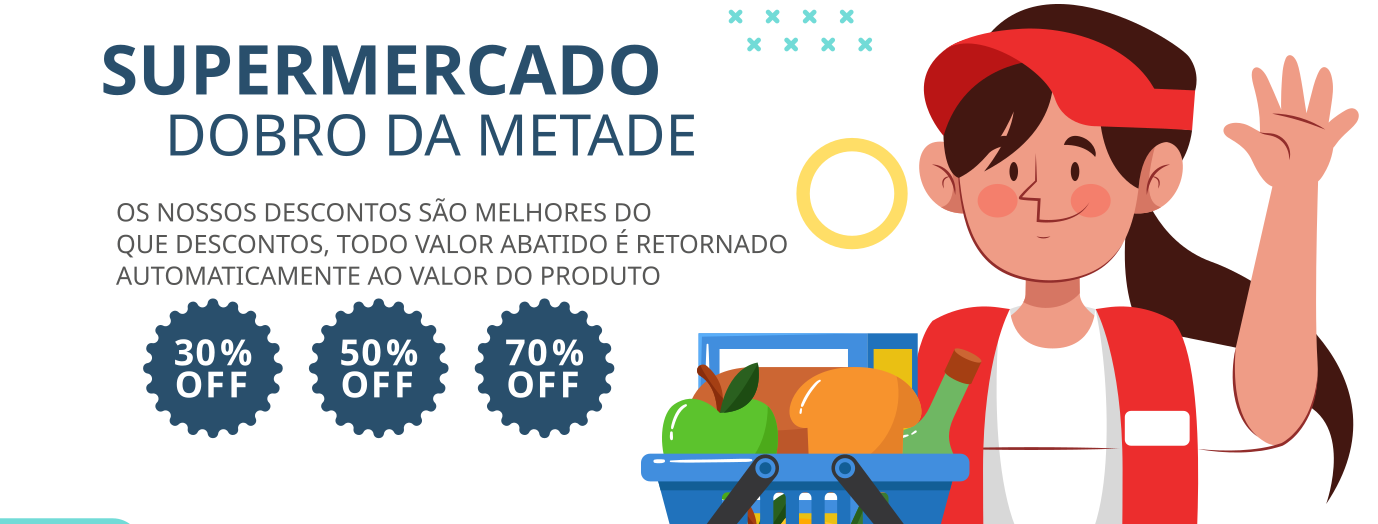 SUPERMERCADO
DOBRO DA METADE
OS NOSSOS DESCONTOS SÃO MELHORES DO
QUE DESCONTOS, TODO VALOR ABATIDO É RETORNADO
AUTOMATICAMENTE AO VALOR DO PRODUTO
30%
OFF
50%
OFF
70%
OFF